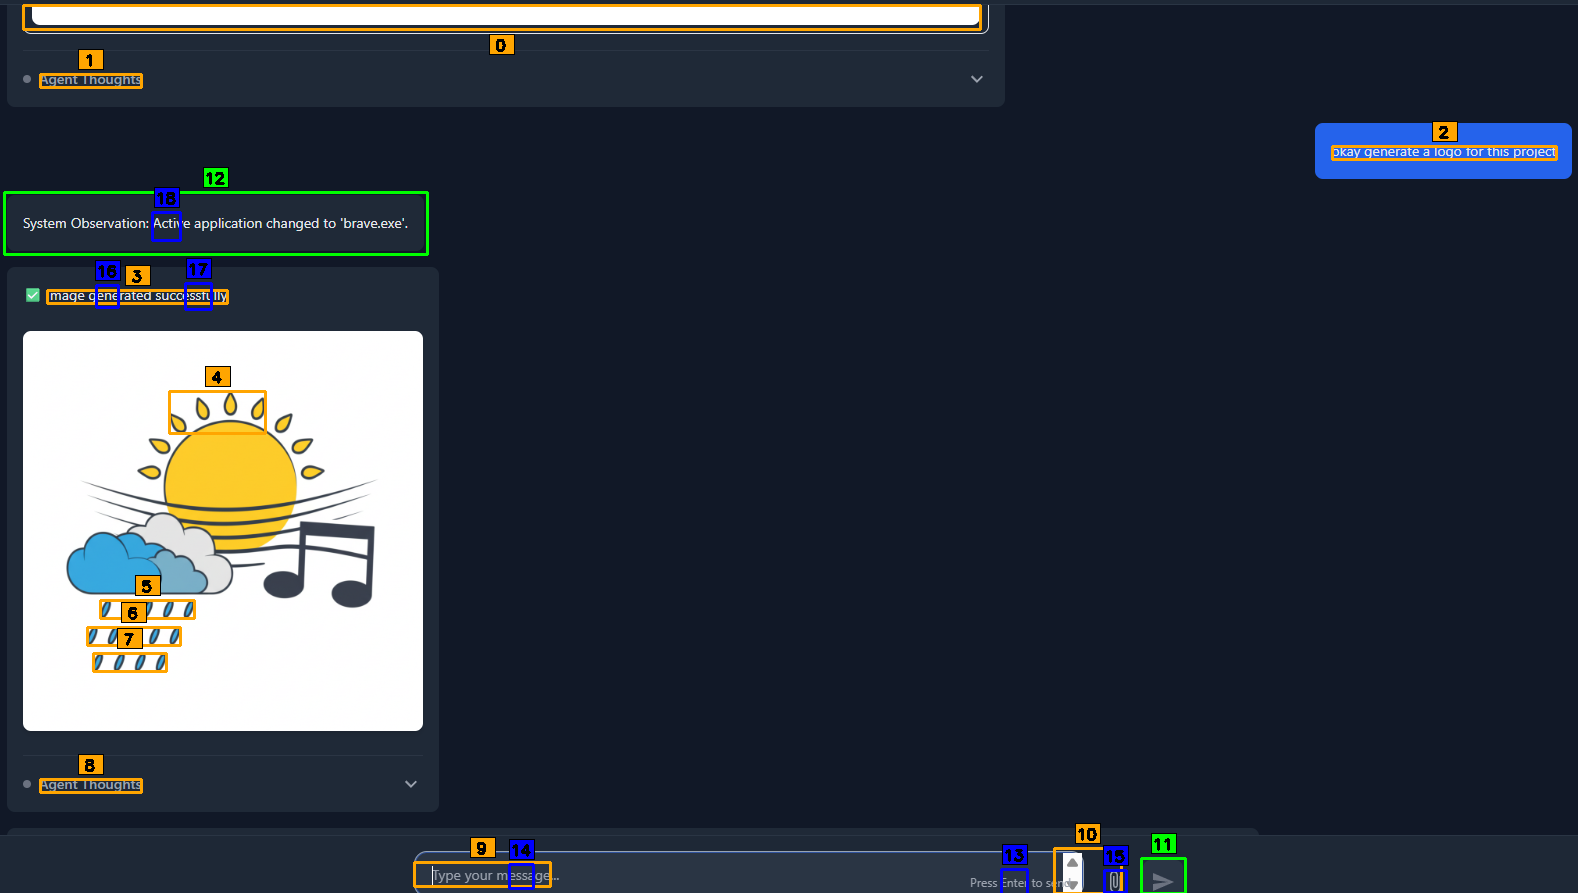 0
1
Agent Thoughts
2
okay generate a logo for this project
12
18
System Observation: Active application changed to 'brave.exe'.
16
3
17
mage generated successfully
4
5
6
7
8
Agent Thoughts
9
14
13
10
15
11
Type your message...
Press Enter to send